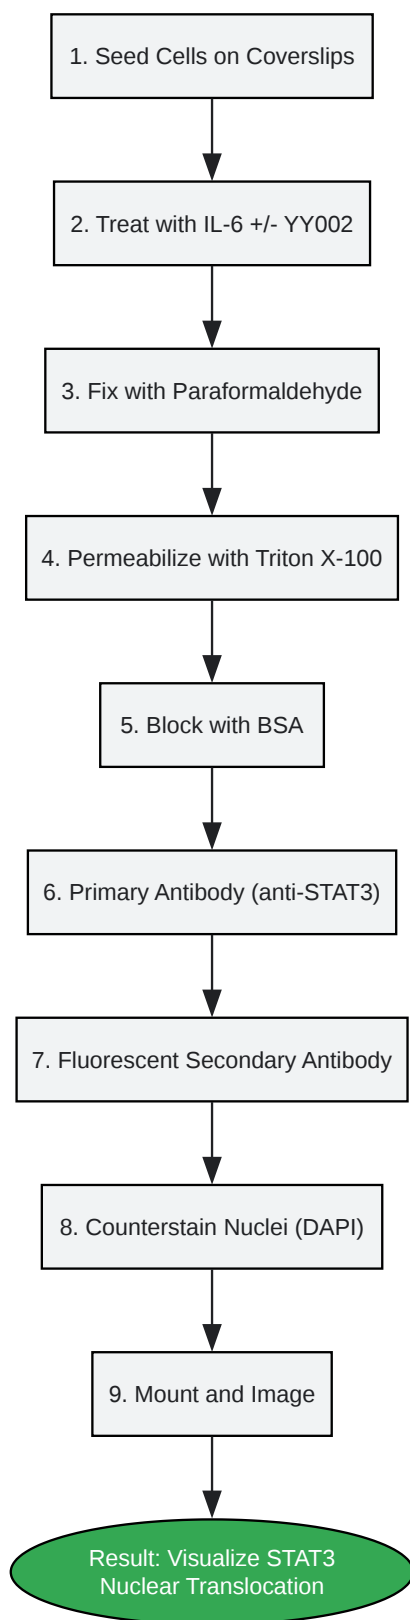 1. Seed Cells on Coverslips
2. Treat with IL-6 +/- YY002
3. Fix with Paraformaldehyde
4. Permeabilize with Triton X-100
5. Block with BSA
6. Primary Antibody (anti-STAT3)
7. Fluorescent Secondary Antibody
8. Counterstain Nuclei (DAPI)
9. Mount and Image
Result: Visualize STAT3
Nuclear Translocation